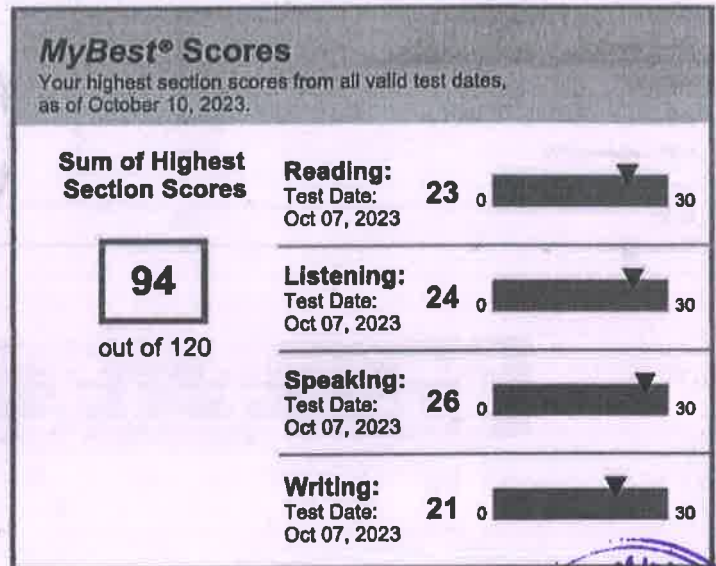 MyBest® Scores
Your highest section scores from all valid test dates,
as of October 10, 2023.
Sum of Highest
Section Scores
94
out of 120
Reading:
Test Date:
Oct 07, 2023
23
0
30
Listening:
Test Date:
Oct 07, 2023
24
0
30
Speaking:
Test Date:
Oct 07, 2023
26
0
30
Writing:
Test Date:
Oct 07, 2023
21
0
30